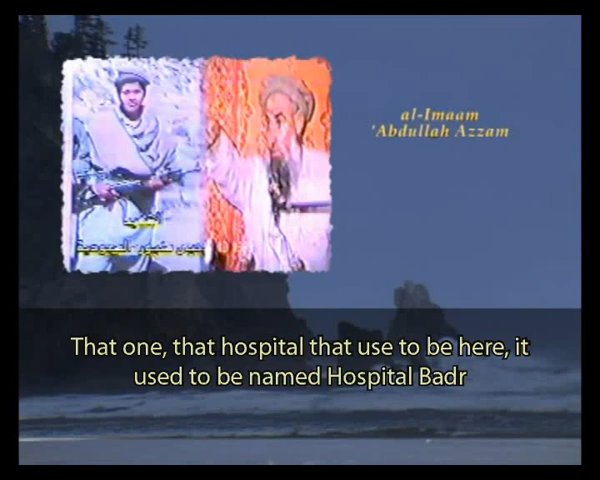 al-Imaam
'Abdullah Azzam
That one, that hospital that use to be here, it
used to be named Hospital Badr